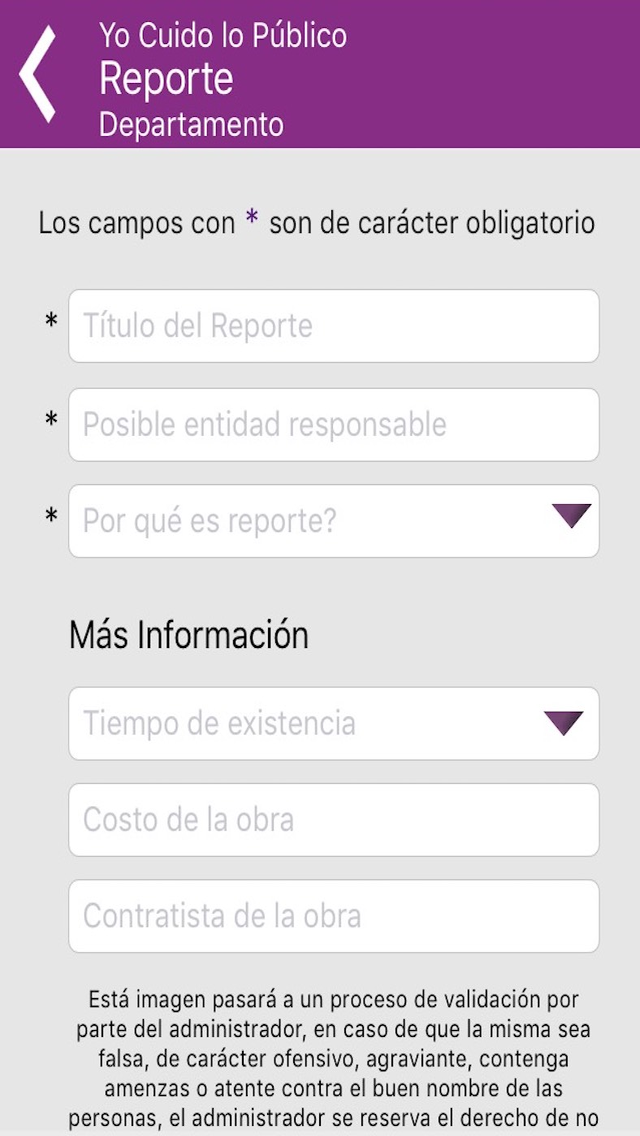 Yo Cuido lo Público
Reporte
Departamento
Los campos con * son de carácter obligatorio
* Título del Reporte
* Posible entidad responsable
* Por qué es reporte?
Más Información
Tiempo de existencia
Costo de la obra
Contratista de la obra
Está imagen pasará a un proceso de validación por
parte del administrador, en caso de que la misma sea
falsa, de carácter ofensivo, agraviante, contenga
amenzas o atente contra el buen nombre de las
personas, el administrador se reserva el derecho de no